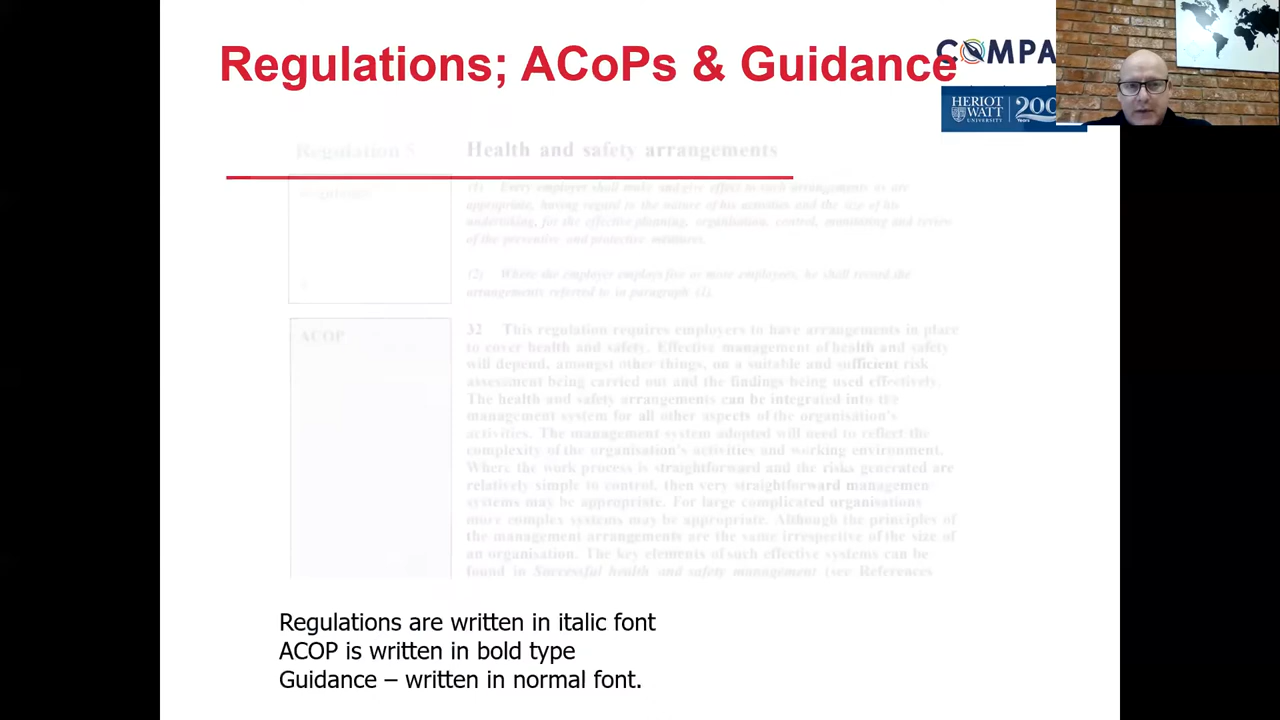 Regulations; ACoPs & Guidance
COMPA
HERIOT
WATT
UNIVERSITY
200
Years
Regulation 5
Health and safety arrangements
(1) Every employer shall make and give effect to such arrangements as are
appropriate, having regard to the nature of his activities and the size of his
undertaking, for the effective planning, organisation, control, monitoring and review
of the preventive and protective measures.
(2) Where the employer employs five or more employees, he shall record the
arrangements referred to in paragraph (1).
ACOP
32 This regulation requires employers to have arrangements in place
to cover health and safety. Effective management of health and safety
will depend, amongst other things, on a suitable and sufficient risk
assessment being carried out and the findings being used effectively.
The health and safety arrangements can be integrated into the
management system for all other aspects of the organisation's
activities. The management system adopted will need to reflect the
complexity of the organisation's activities and working environment.
Where the work process is straightforward and the risks generated are
relatively simple to control, then very straightforward managemen
systems may be appropriate. For large complicated organisations
more complex systems may be appropriate. Although the principles of
the management arrangements are the same irrespective of the size of
an organisation. The key elements of such effective systems can be
found in Successful health and safety management (see References
Regulations are written in italic font
ACOP is written in bold type
Guidance – written in normal font.